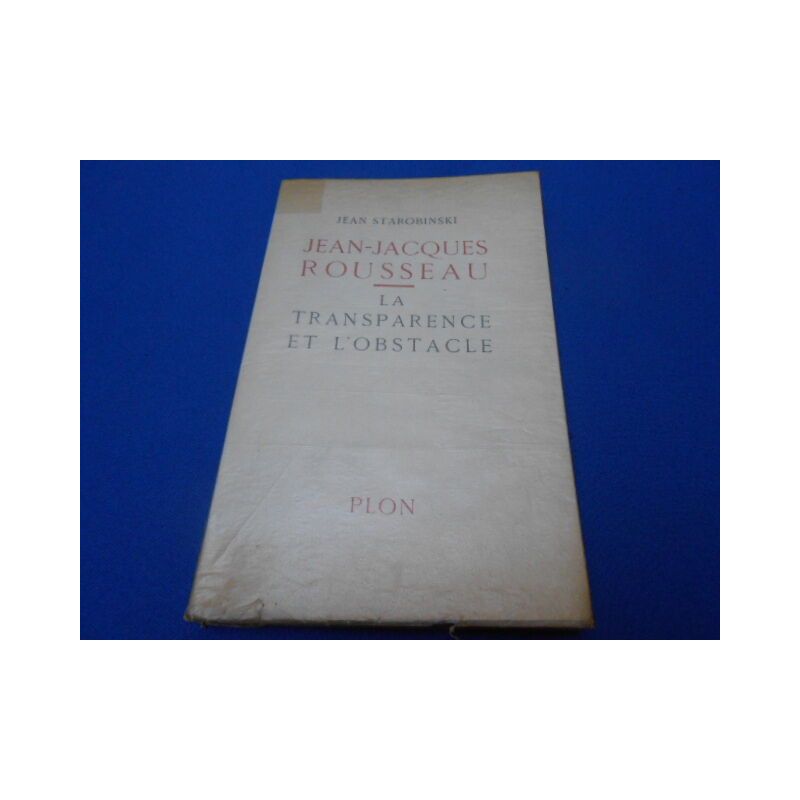 JEAN STAROBINSKI
JEAN-JACQUES
ROUSSEAU
LA
TRANSPARENCE
ET L'OBSTACLE
PLON